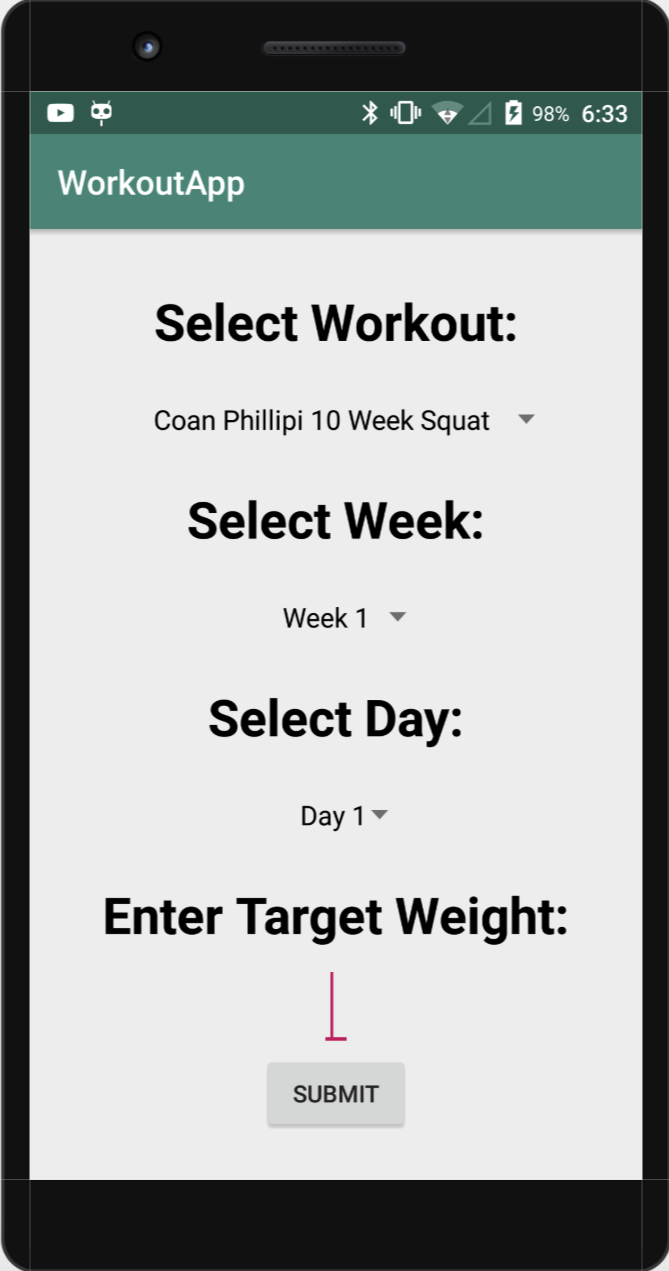 98% 6:33
WorkoutApp
Select Workout:
Coan Phillipi 10 Week Squat
Select Week:
Week 1
Select Day:
Day 1
Enter Target Weight:
SUBMIT